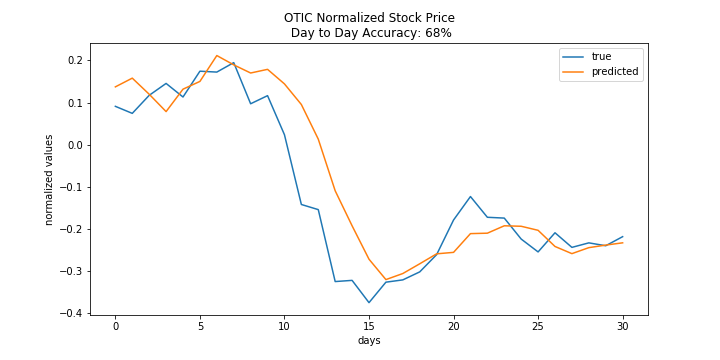 OTIC Normalized Stock Price
Day to Day Accuracy: 68%
true
predicted
normalized values
0.2
0.1
0.0
−0.1
−0.2
−0.3
−0.4
0 5 10 15 20 25 30
days